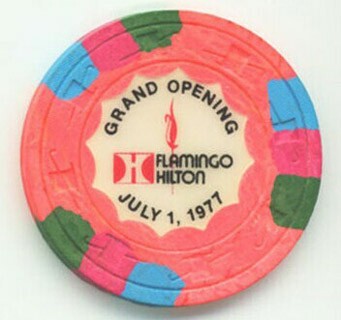 GRAND OPENING
FLAMINGO
HILTON
JULY 1, 1977